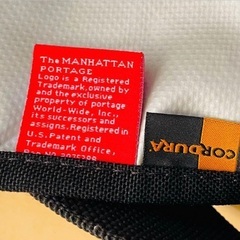 The MANHATTAN
PORTAGE
Logo is a Registered
Trademark, owned by
and the exclusive
property of portage
World-Wide, Inc.,
its successors and
assigns. Registered in
U.S. Patent and
Trademark Office.
CORDURA